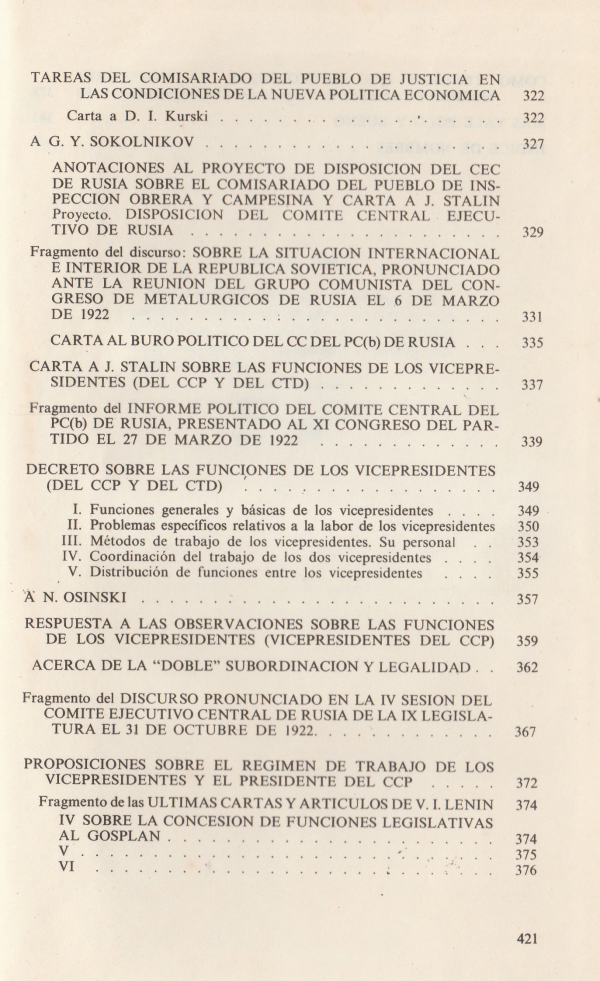 TAREAS DEL COMISARIADO DEL PUEBLO DE JUSTICIA EN
LAS CONDICIONES DE LA NUEVA POLITICA ECONOMICA 322
Carta a D. I. Kurski . . . . . . . . . . . . . . . . . . 322
A G. Y. SOKOLNIKOV . . . . . . . . . . . . . . . . . . . 327
ANOTACIONES AL PROYECTO DE DISPOSICION DEL CEC
DE RUSIA SOBRE EL COMISARIADO DEL PUEBLO DE INS-
PECCION OBRERA Y CAMPESINA Y CARTA A J. STALIN
Proyecto. DISPOSICION DEL COMITE CENTRAL EJECU-
TIVO DE RUSIA . . . . . . . . . . . . . . . . . . . . 329
Fragmento del discurso: SOBRE LA SITUACION INTERNACIONAL
E INTERIOR DE LA REPUBLICA SOVIETICA, PRONUNCIADO
ANTE LA REUNION DEL GRUPO COMUNISTA DEL CON-
GRESO DE METALURGICOS DE RUSIA EL 6 DE MARZO
DE 1922 . . . . . . . . . . . . . . . . . . . . . . . . 331
CARTA AL BURO POLITICO DEL CC DEL PC(b) DE RUSIA . . . 335
CARTA A J. STALIN SOBRE LAS FUNCIONES DE LOS VICEPRE-
SIDENTES (DEL CCP Y DEL CTD) . . . . . . . . . . . . 337
Fragmento del INFORME POLITICO DEL COMITE CENTRAL DEL
PC(b) DE RUSIA, PRESENTADO AL XI CONGRESO DEL PAR-
TIDO EL 27 DE MARZO DE 1922 . . . . . . . . . . . . 339
DECRETO SOBRE LAS FUNCIONES DE LOS VICEPRESIDENTES
(DEL CCP Y DEL CTD) . . . . . . . . . . . . . . . . . 349
I. Funciones generales y básicas de los vicepresidentes . . . . 349
II. Problemas específicos relativos a la labor de los vicepresidentes 350
III. Métodos de trabajo de los vicepresidentes. Su personal . . 353
IV. Coordinación del trabajo de los dos vicepresidentes . . . . 354
V. Distribución de funciones entre los vicepresidentes . . . . 355
A N. OSINSKI . . . . . . . . . . . . . . . . . . . . . . . 357
RESPUESTA A LAS OBSERVACIONES SOBRE LAS FUNCIONES
DE LOS VICEPRESIDENTES (VICEPRESIDENTES DEL CCP) 359
ACERCA DE LA “DOBLE” SUBORDINACION Y LEGALIDAD . . 362
Fragmento del DISCURSO PRONUNCIADO EN LA IV SESION DEL
COMITE EJECUTIVO CENTRAL DE RUSIA DE LA IX LEGISLA-
TURA EL 31 DE OCTUBRE DE 1922. . . . . . . . . . . . 367
PROPOSICIONES SOBRE EL REGIMEN DE TRABAJO DE LOS
VICEPRESIDENTES Y EL PRESIDENTE DEL CCP . . . . . 372
Fragmento de las ULTIMAS CARTAS Y ARTICULOS DE V. I. LENIN 374
IV SOBRE LA CONCESION DE FUNCIONES LEGISLATIVAS
AL GOSPLAN . . . . . . . . . . . . . . . . . . . . . 374
V . . . . . . . . . . . . . . . . . . . . . . . . . . . 375
VI . . . . . . . . . . . . . . . . . . . . . . . . . . 376
421